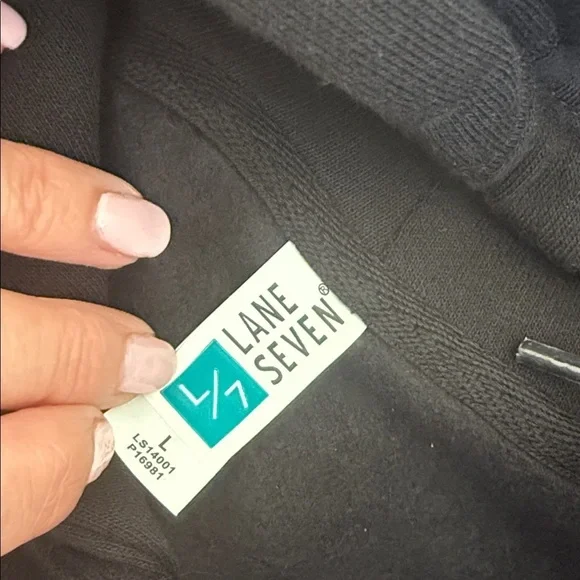 LANE
SEVEN®
L/7
L
LS14001
P16981